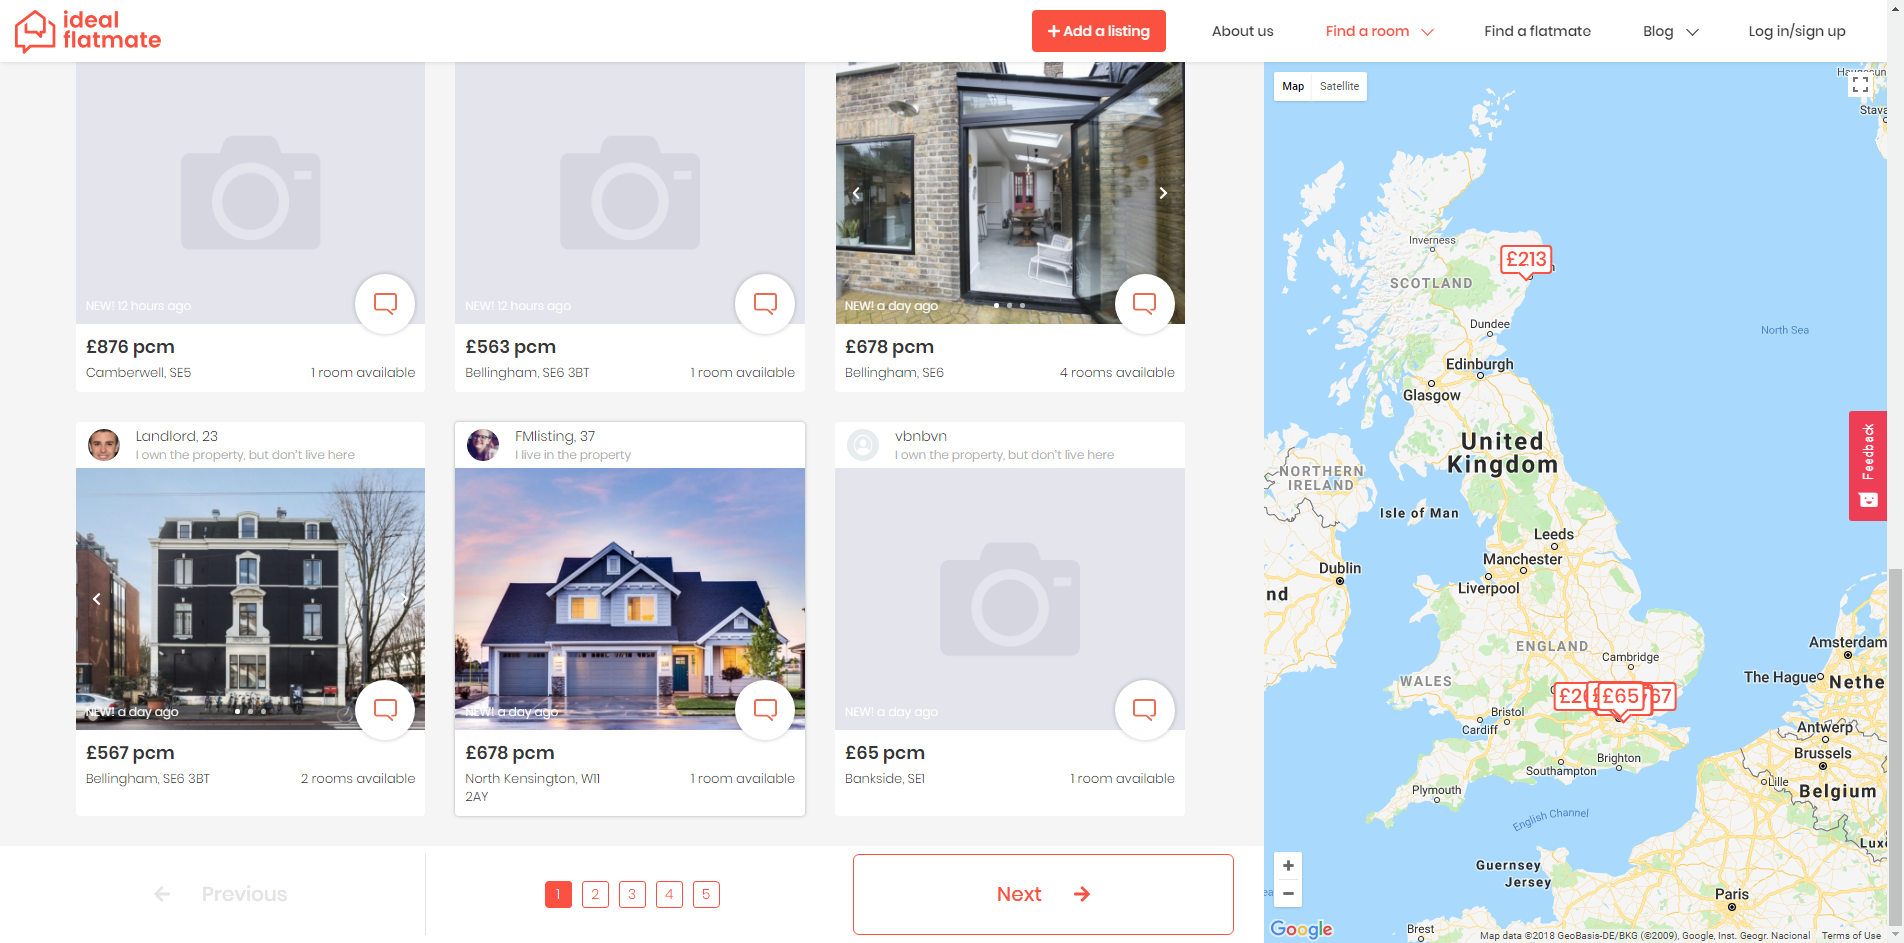 ideal
flatmate
+ Add a listing
About us
Find a room
Find a flatmate
Blog
Log in/sign up
NEW! 12 hours ago
£876 pcm
Camberwell, SE5
1 room available
NEW! 12 hours ago
£563 pcm
Bellingham, SE6 3BT
1 room available
NEW! a day ago
£678 pcm
Bellingham, SE6
4 rooms available
Landlord, 23
I own the property, but don't live here
NEW! a day ago
£567 pcm
Bellingham, SE6 3BT
2 rooms available
FMlisting, 37
I live in the property
NEW! a day ago
£678 pcm
North Kensington, W11
2AY
1 room available
vbnbvn
I own the property, but don't live here
NEW! a day ago
£65 pcm
Bankside, SE1
1 room available
Previous
1
2
3
4
5
Next
Map
Satellite
Stava
Inverness
£213
SCOTLAND
Dundee
North Sea
Edinburgh
Glasgow
United
Kingdom
NORTHERN
IRELAND
Isle of Man
Leeds
Manchester
Dublin
Liverpool
nd
ENGLAND
Cambridge
Amsterdam
The Hague
Nethe
WALES
£65
67
Bristol
Cardiff
Antwerp
Brussels
Brighton
Southampton
Lille
Plymouth
Belgium
English Channel
Luxe
Guernsey
Jersey
Paris
Brest
Feedback
+
−
Google
Map data ©2018 GeoBasis-DE/BKG (©2009), Google, Inst. Geogr. Nacional
Terms of Use